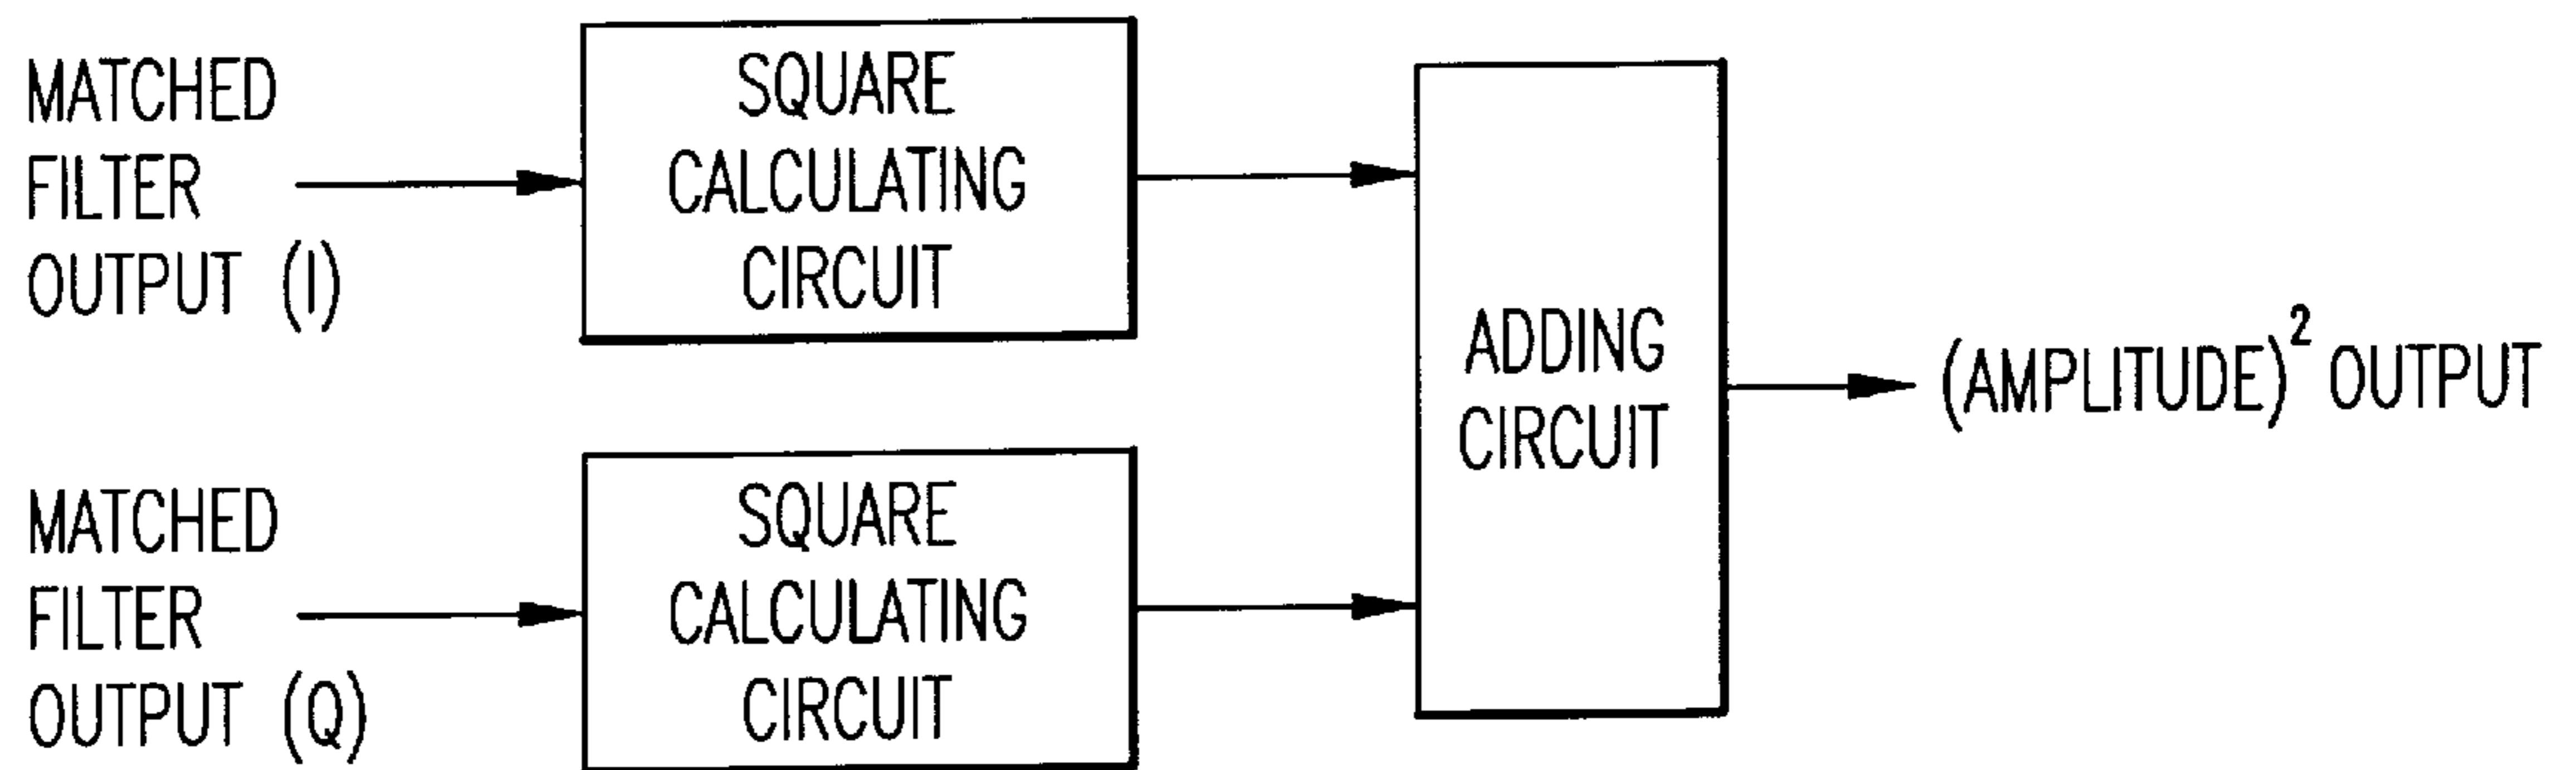 MATCHED
FILTER
OUTPUT (I)
SQUARE
CALCULATING
CIRCUIT
MATCHED
FILTER
OUTPUT (Q)
SQUARE
CALCULATING
CIRCUIT
ADDING
CIRCUIT
(AMPLITUDE)² OUTPUT